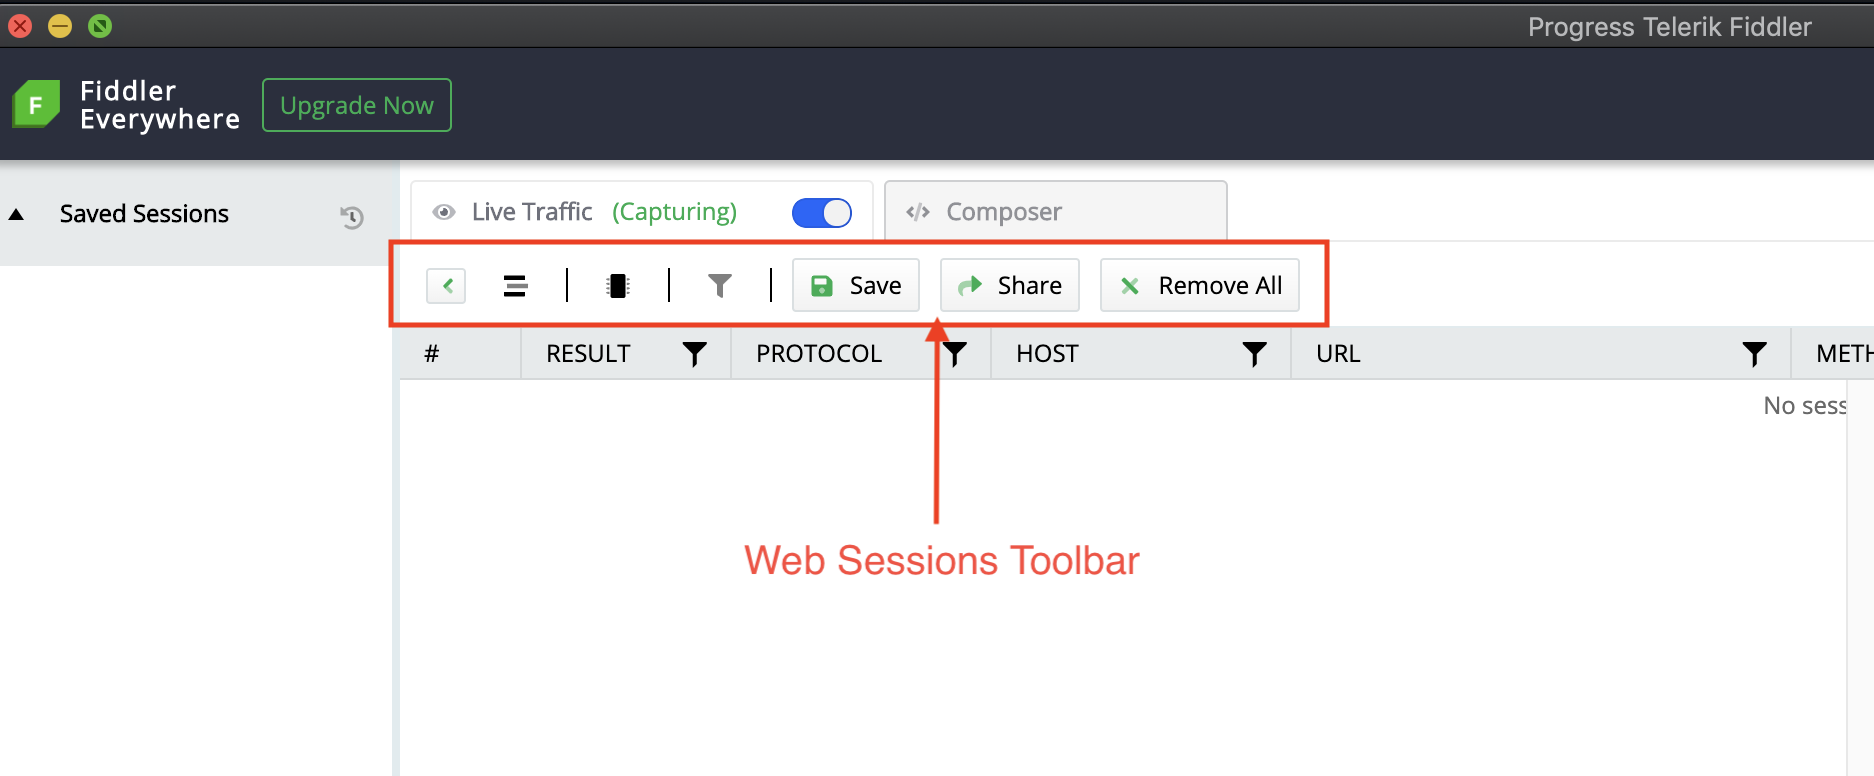 Progress Telerik Fiddler
F
Fiddler
Everywhere
Upgrade Now
Saved Sessions
Live Traffic (Capturing)
</> Composer
Save
Share
Remove All
# RESULT PROTOCOL HOST URL METH
No sess
Web Sessions Toolbar